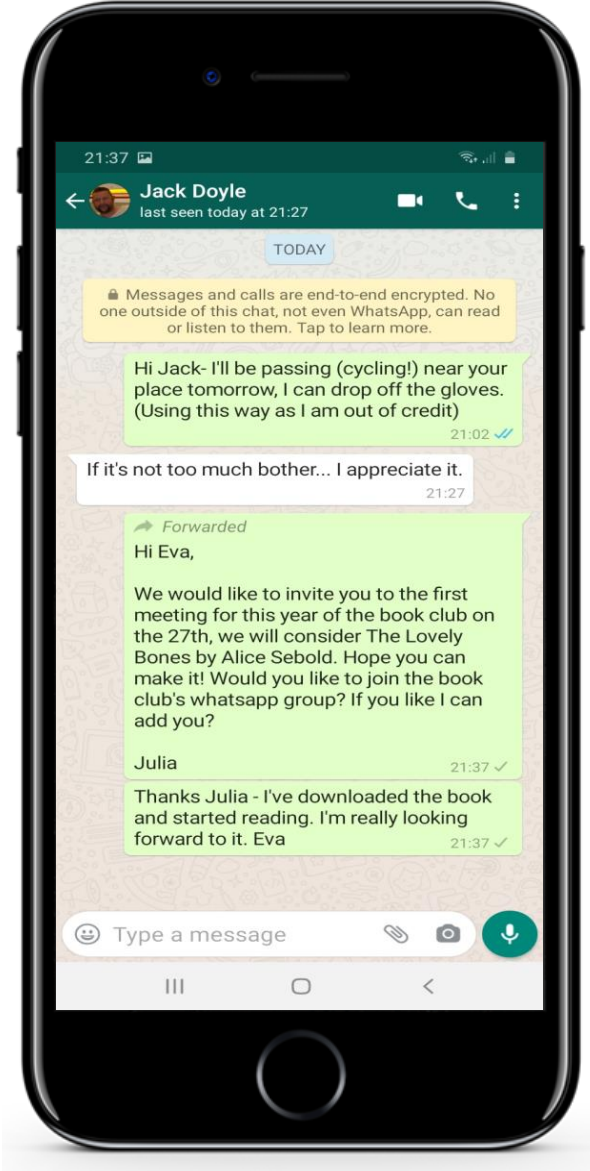 21:37
Jack Doyle
last seen today at 21:27
TODAY
Messages and calls are end-to-end encrypted. No
one outside of this chat, not even WhatsApp, can read
or listen to them. Tap to learn more.
Hi Jack- I'll be passing (cycling!) near your
place tomorrow, I can drop off the gloves.
(Using this way as I am out of credit)
21:02
If it's not too much bother... I appreciate it.
21:27
Forwarded
Hi Eva,
We would like to invite you to the first
meeting for this year of the book club on
the 27th, we will consider The Lovely
Bones by Alice Sebold. Hope you can
make it! Would you like to join the book
club's whatsapp group? If you like I can
add you?
Julia
21:37
Thanks Julia - I've downloaded the book
and started reading. I'm really looking
forward to it. Eva
21:37
Type a message